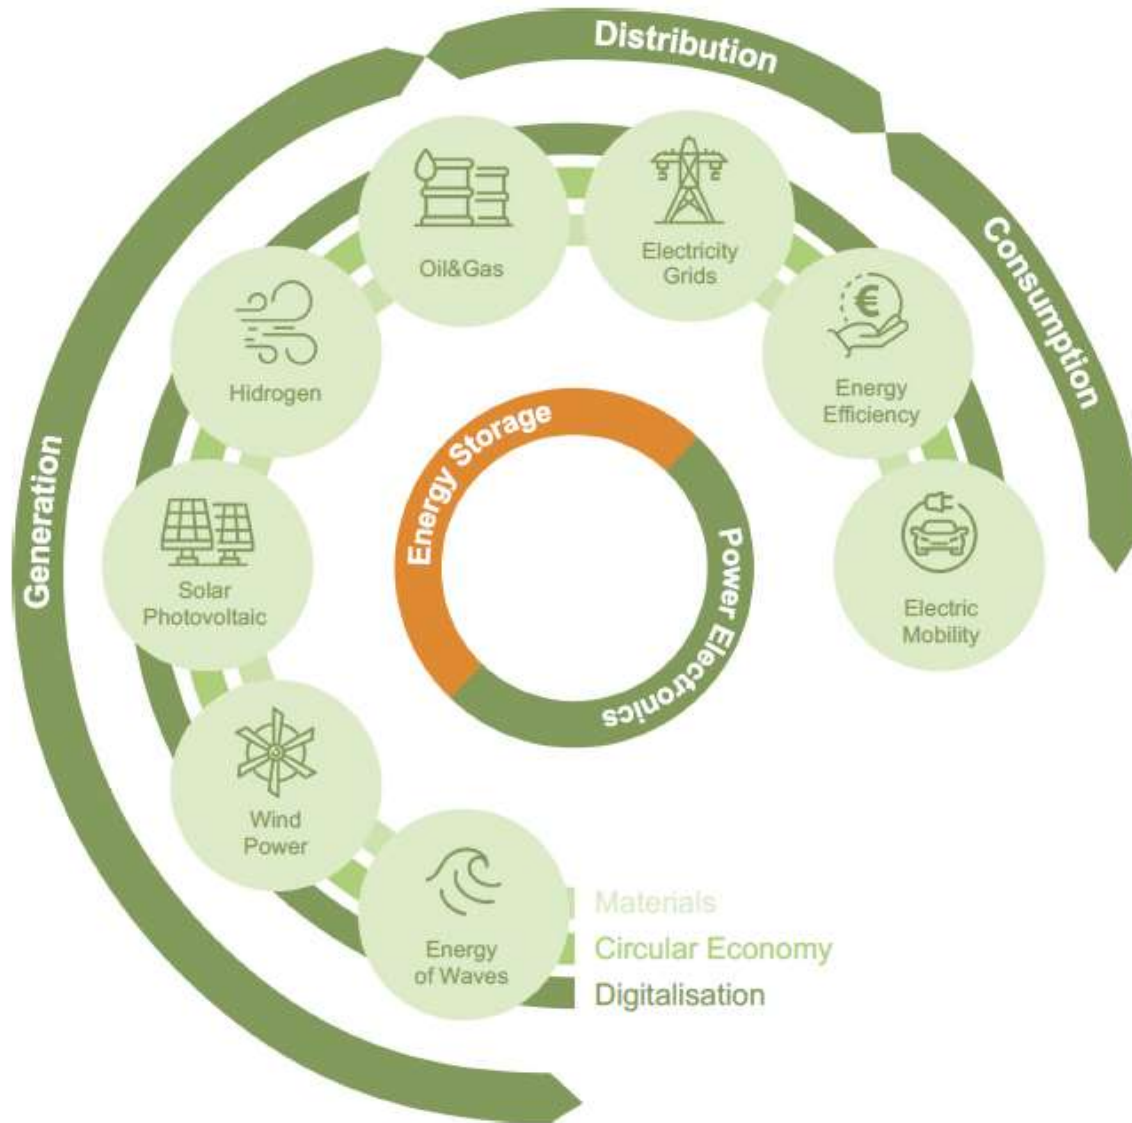 Distribution
Consumption
Generation
Oil&Gas
Electricity
Grids
Hidrogen
€
Energy
Efficiency
Energy Storage
Power Electronics
Solar
Photovoltaic
Electric
Mobility
Wind
Power
Energy
of Waves
Materials
Circular Economy
Digitalisation